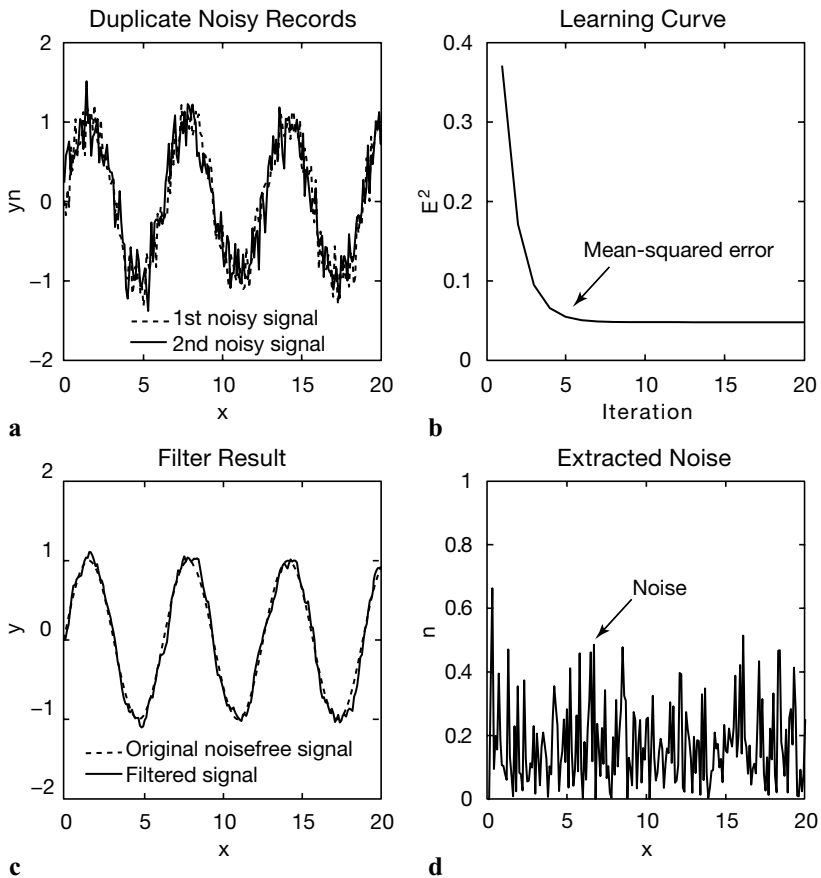 Duplicate Noisy Records
2
1
0
−1
−2
yn
1st noisy signal
2nd noisy signal
0 5 10 15 20
x
a
Learning Curve
0.4
0.3
0.2
0.1
0
E²
Mean-squared error
0 5 10 15 20
Iteration
b
Filter Result
2
1
0
−1
−2
y
Original noisefree signal
Filtered signal
0 5 10 15 20
x
c
Extracted Noise
1
0.8
0.6
0.4
0.2
0
n
Noise
0 5 10 15 20
x
d